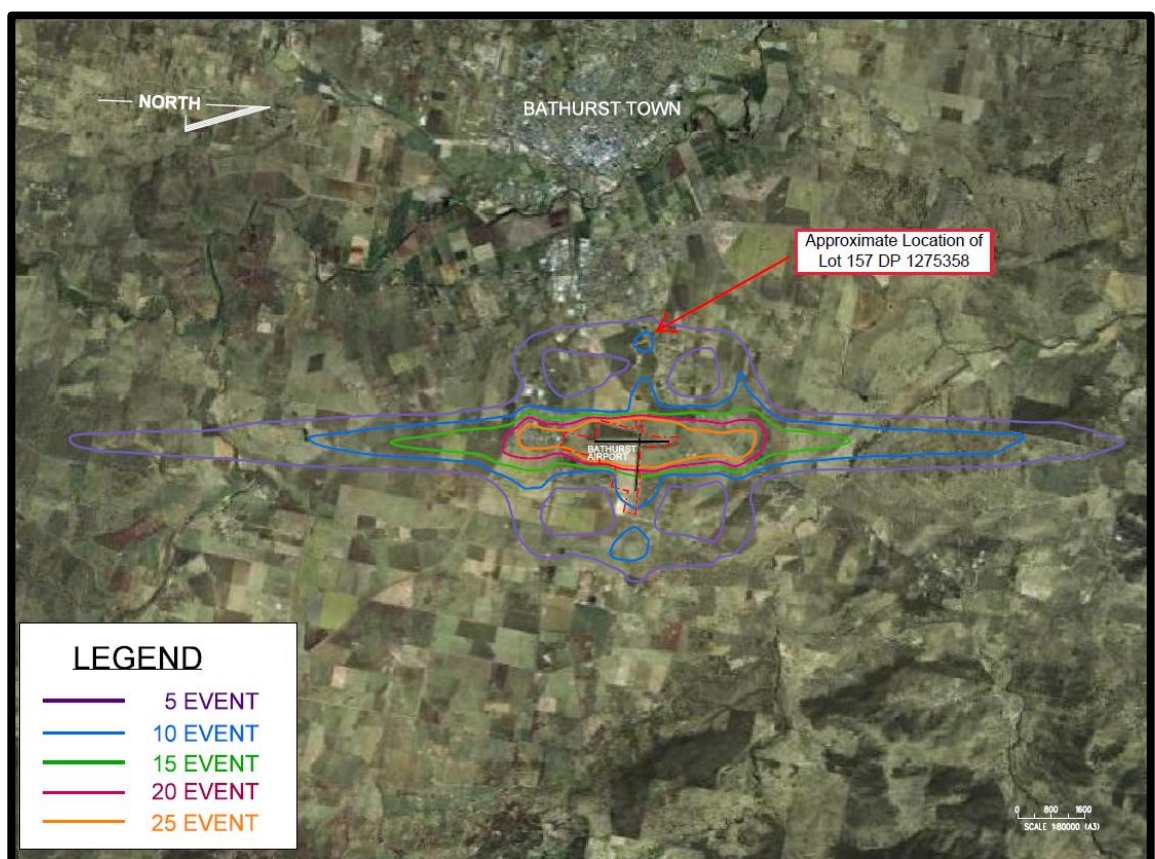 NORTH
BATHURST TOWN
Approximate Location of
Lot 157 DP 1275358
BATHURST
AIRPORT
LEGEND
5 EVENT
10 EVENT
15 EVENT
20 EVENT
25 EVENT
0 800 1600
SCALE 1:80000 (A3)